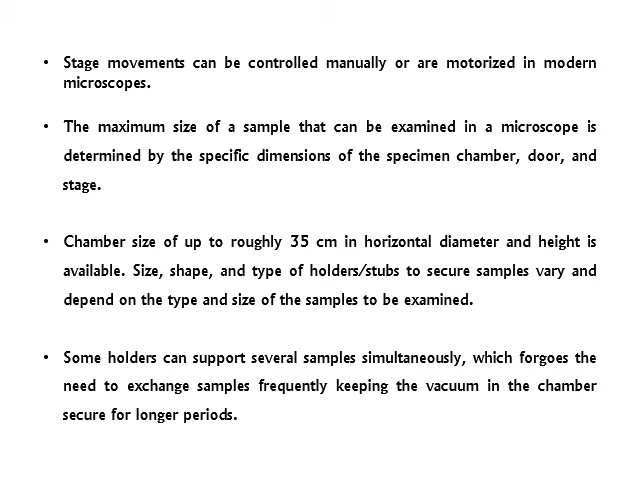 • Stage movements can be controlled manually or are motorized in modern
microscopes.
• The maximum size of a sample that can be examined in a microscope is
determined by the specific dimensions of the specimen chamber, door, and
stage.
• Chamber size of up to roughly 35 cm in horizontal diameter and height is
available. Size, shape, and type of holders/stubs to secure samples vary and
depend on the type and size of the samples to be examined.
• Some holders can support several samples simultaneously, which forgoes the
need to exchange samples frequently keeping the vacuum in the chamber
secure for longer periods.